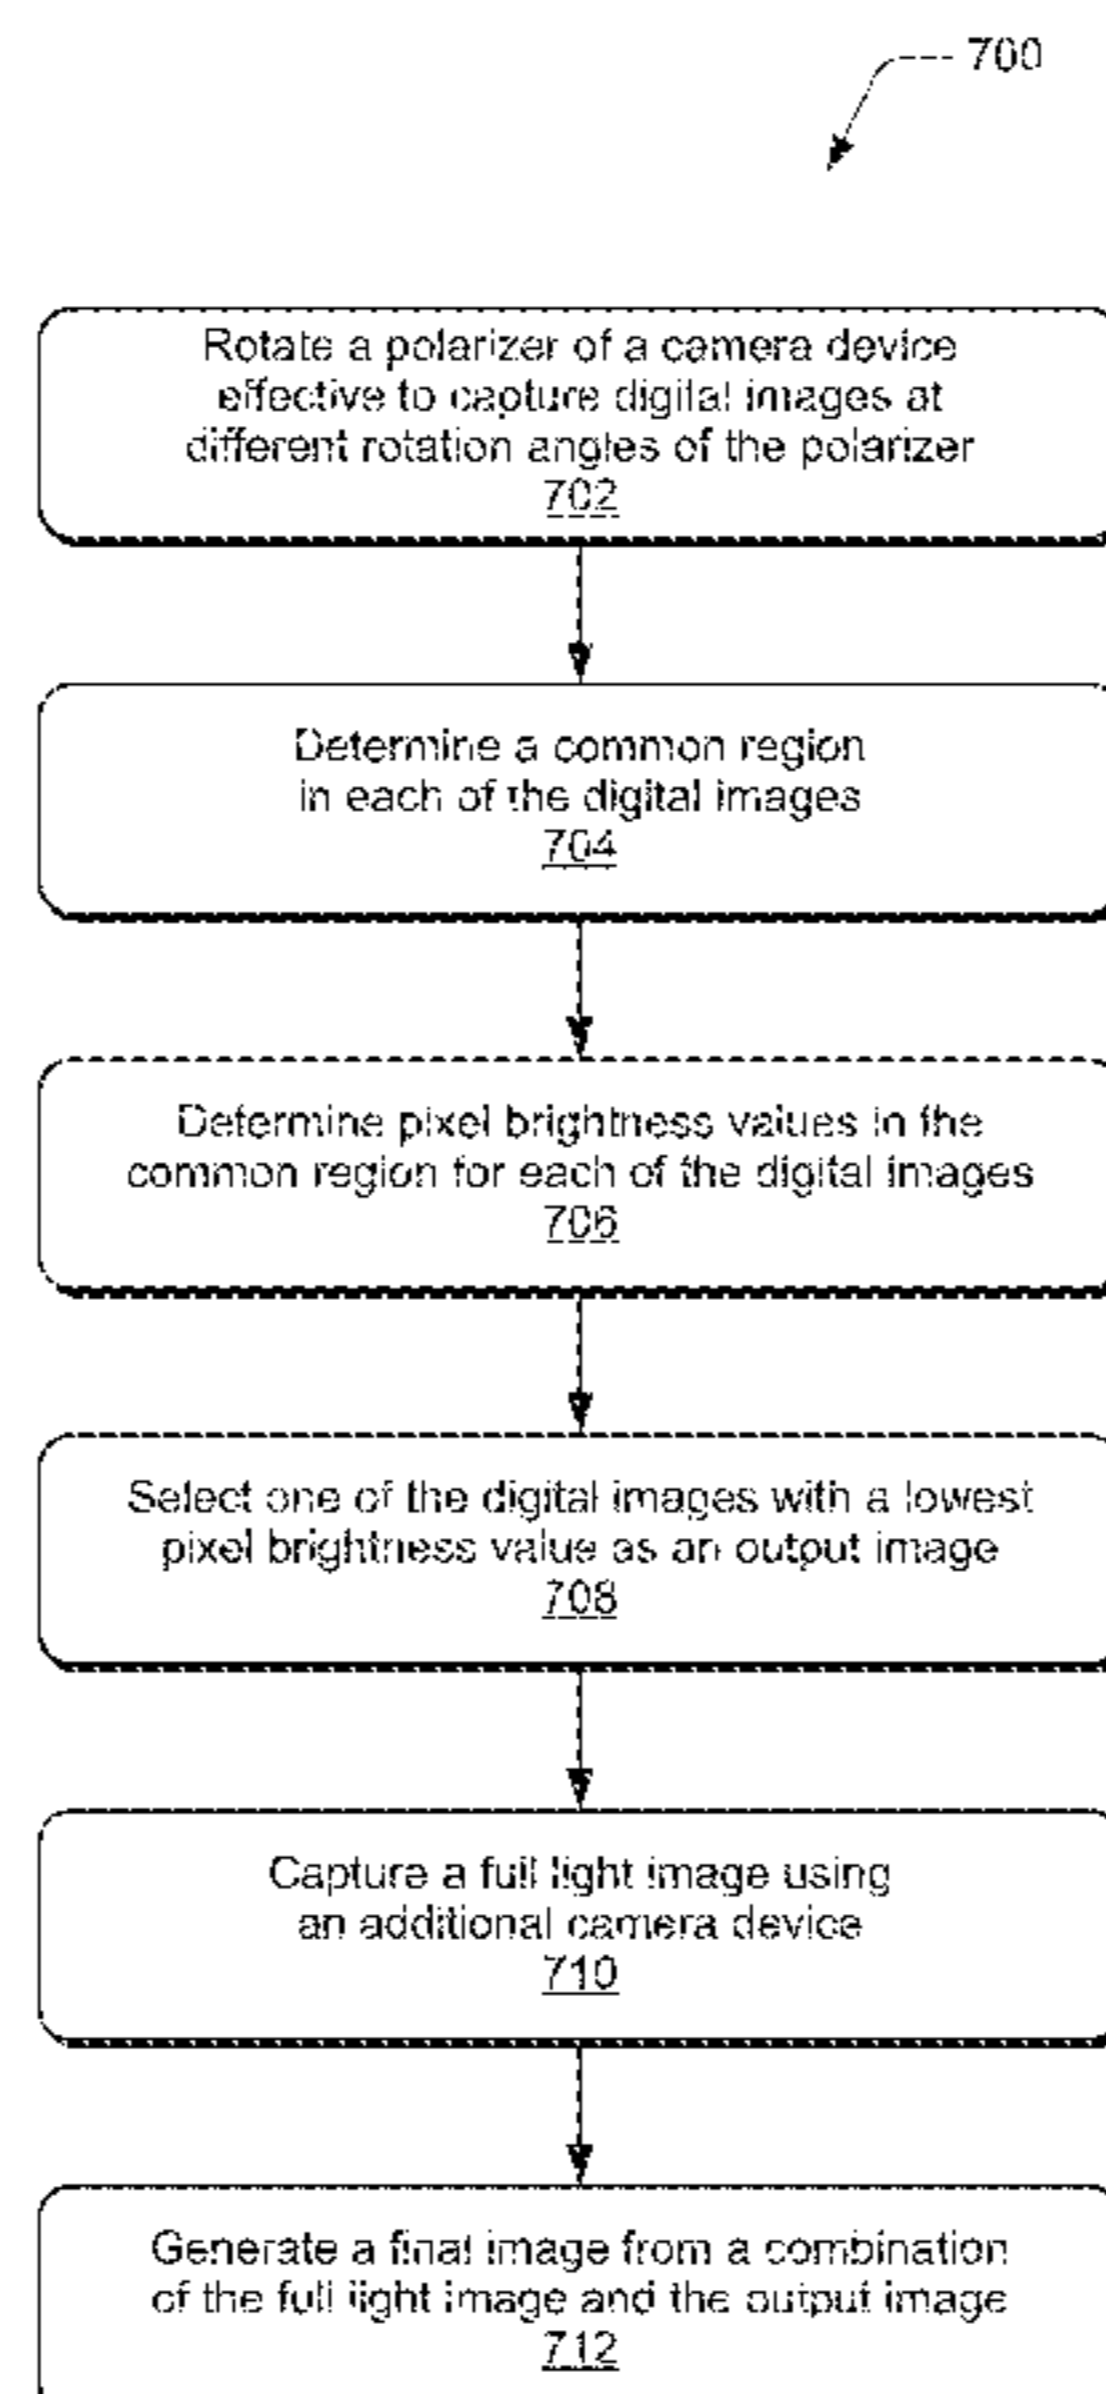 700
Rotate a polarizer of a camera device
effective to capture digital images at
different rotation angles of the polarizer
702
Determine a common region
in each of the digital images
704
Determine pixel brightness values in the
common region for each of the digital images
706
Select one of the digital images with a lowest
pixel brightness value as an output image
708
Capture a full light image using
an additional camera device
710
Generate a final image from a combination
of the full light image and the output image
712